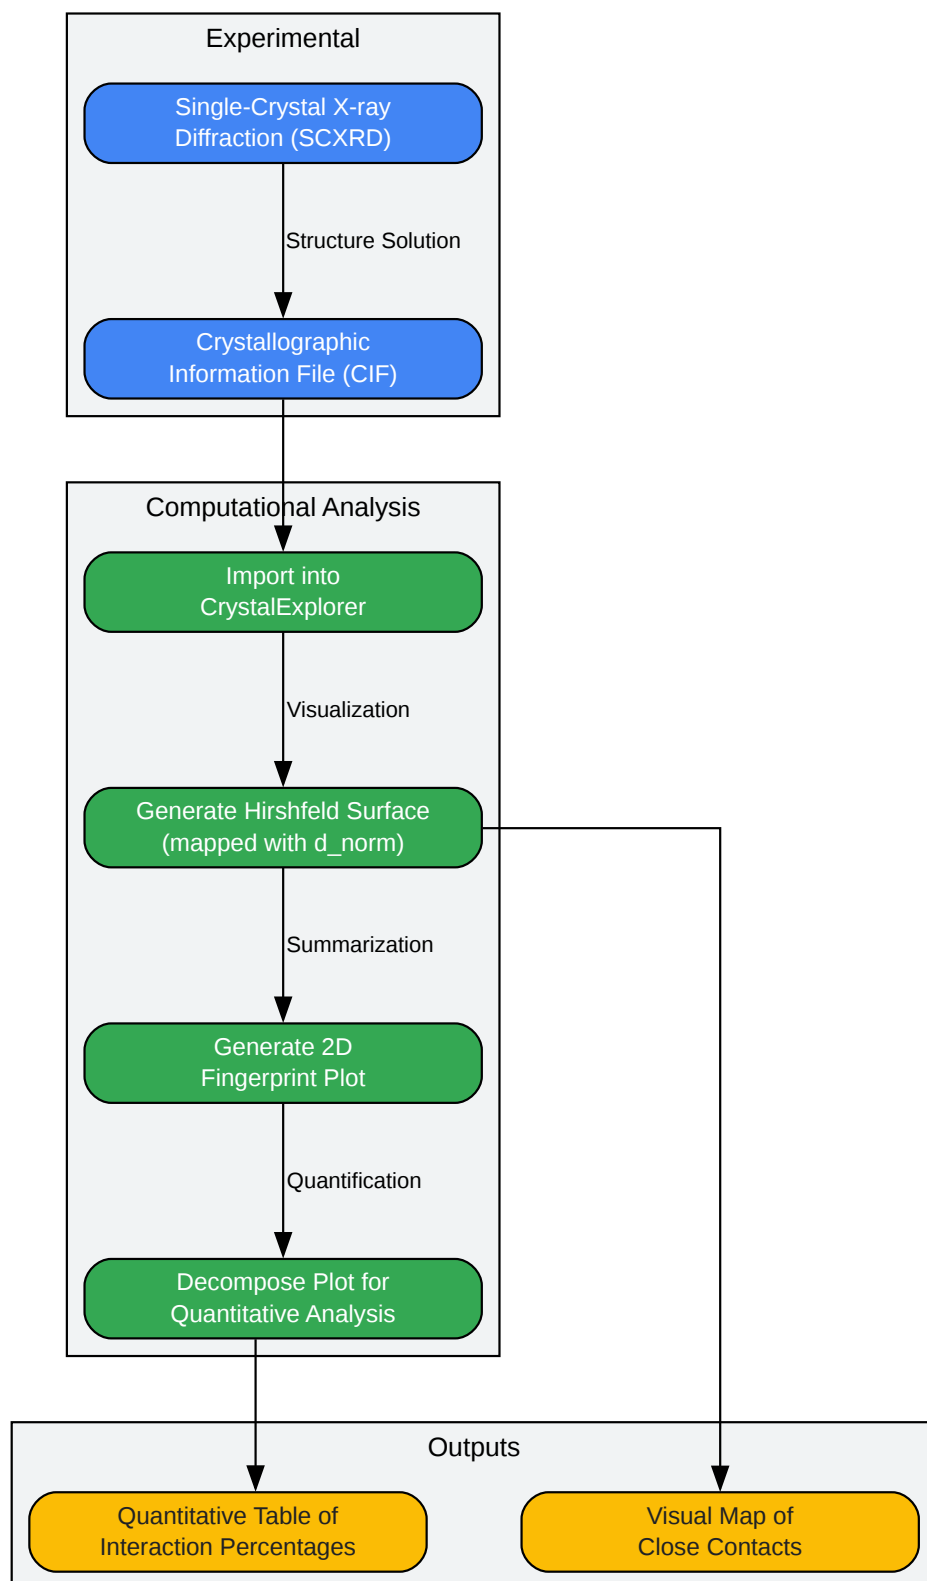 Experimental
Single-Crystal X-ray
Diffraction (SCXRD)
Structure Solution
Crystallographic
Information File (CIF)
Computational Analysis
Import into
CrystalExplorer
Visualization
Generate Hirshfeld Surface
(mapped with d_norm)
Summarization
Generate 2D
Fingerprint Plot
Quantification
Decompose Plot for
Quantitative Analysis
Outputs
Quantitative Table of
Interaction Percentages
Visual Map of
Close Contacts